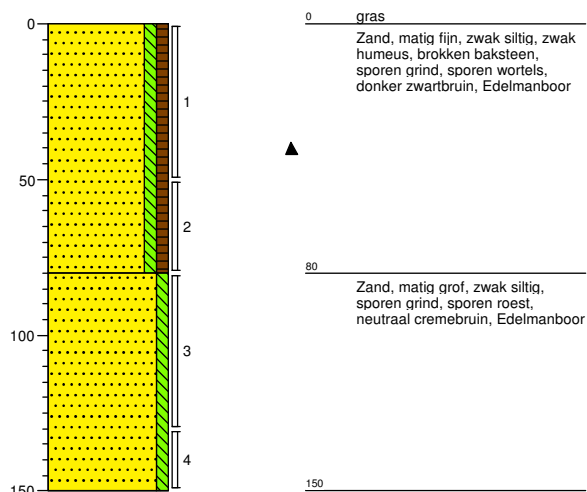 0
0
gras
Zand, matig fijn, zwak siltig, zwak
humeus, brokken baksteen,
sporen grind, sporen wortels,
donker zwartbruin, Edelmanboor
1
50
2
80
Zand, matig grof, zwak siltig,
sporen grind, sporen roest,
neutraal cremebruin, Edelmanboor
100
3
4
150
150